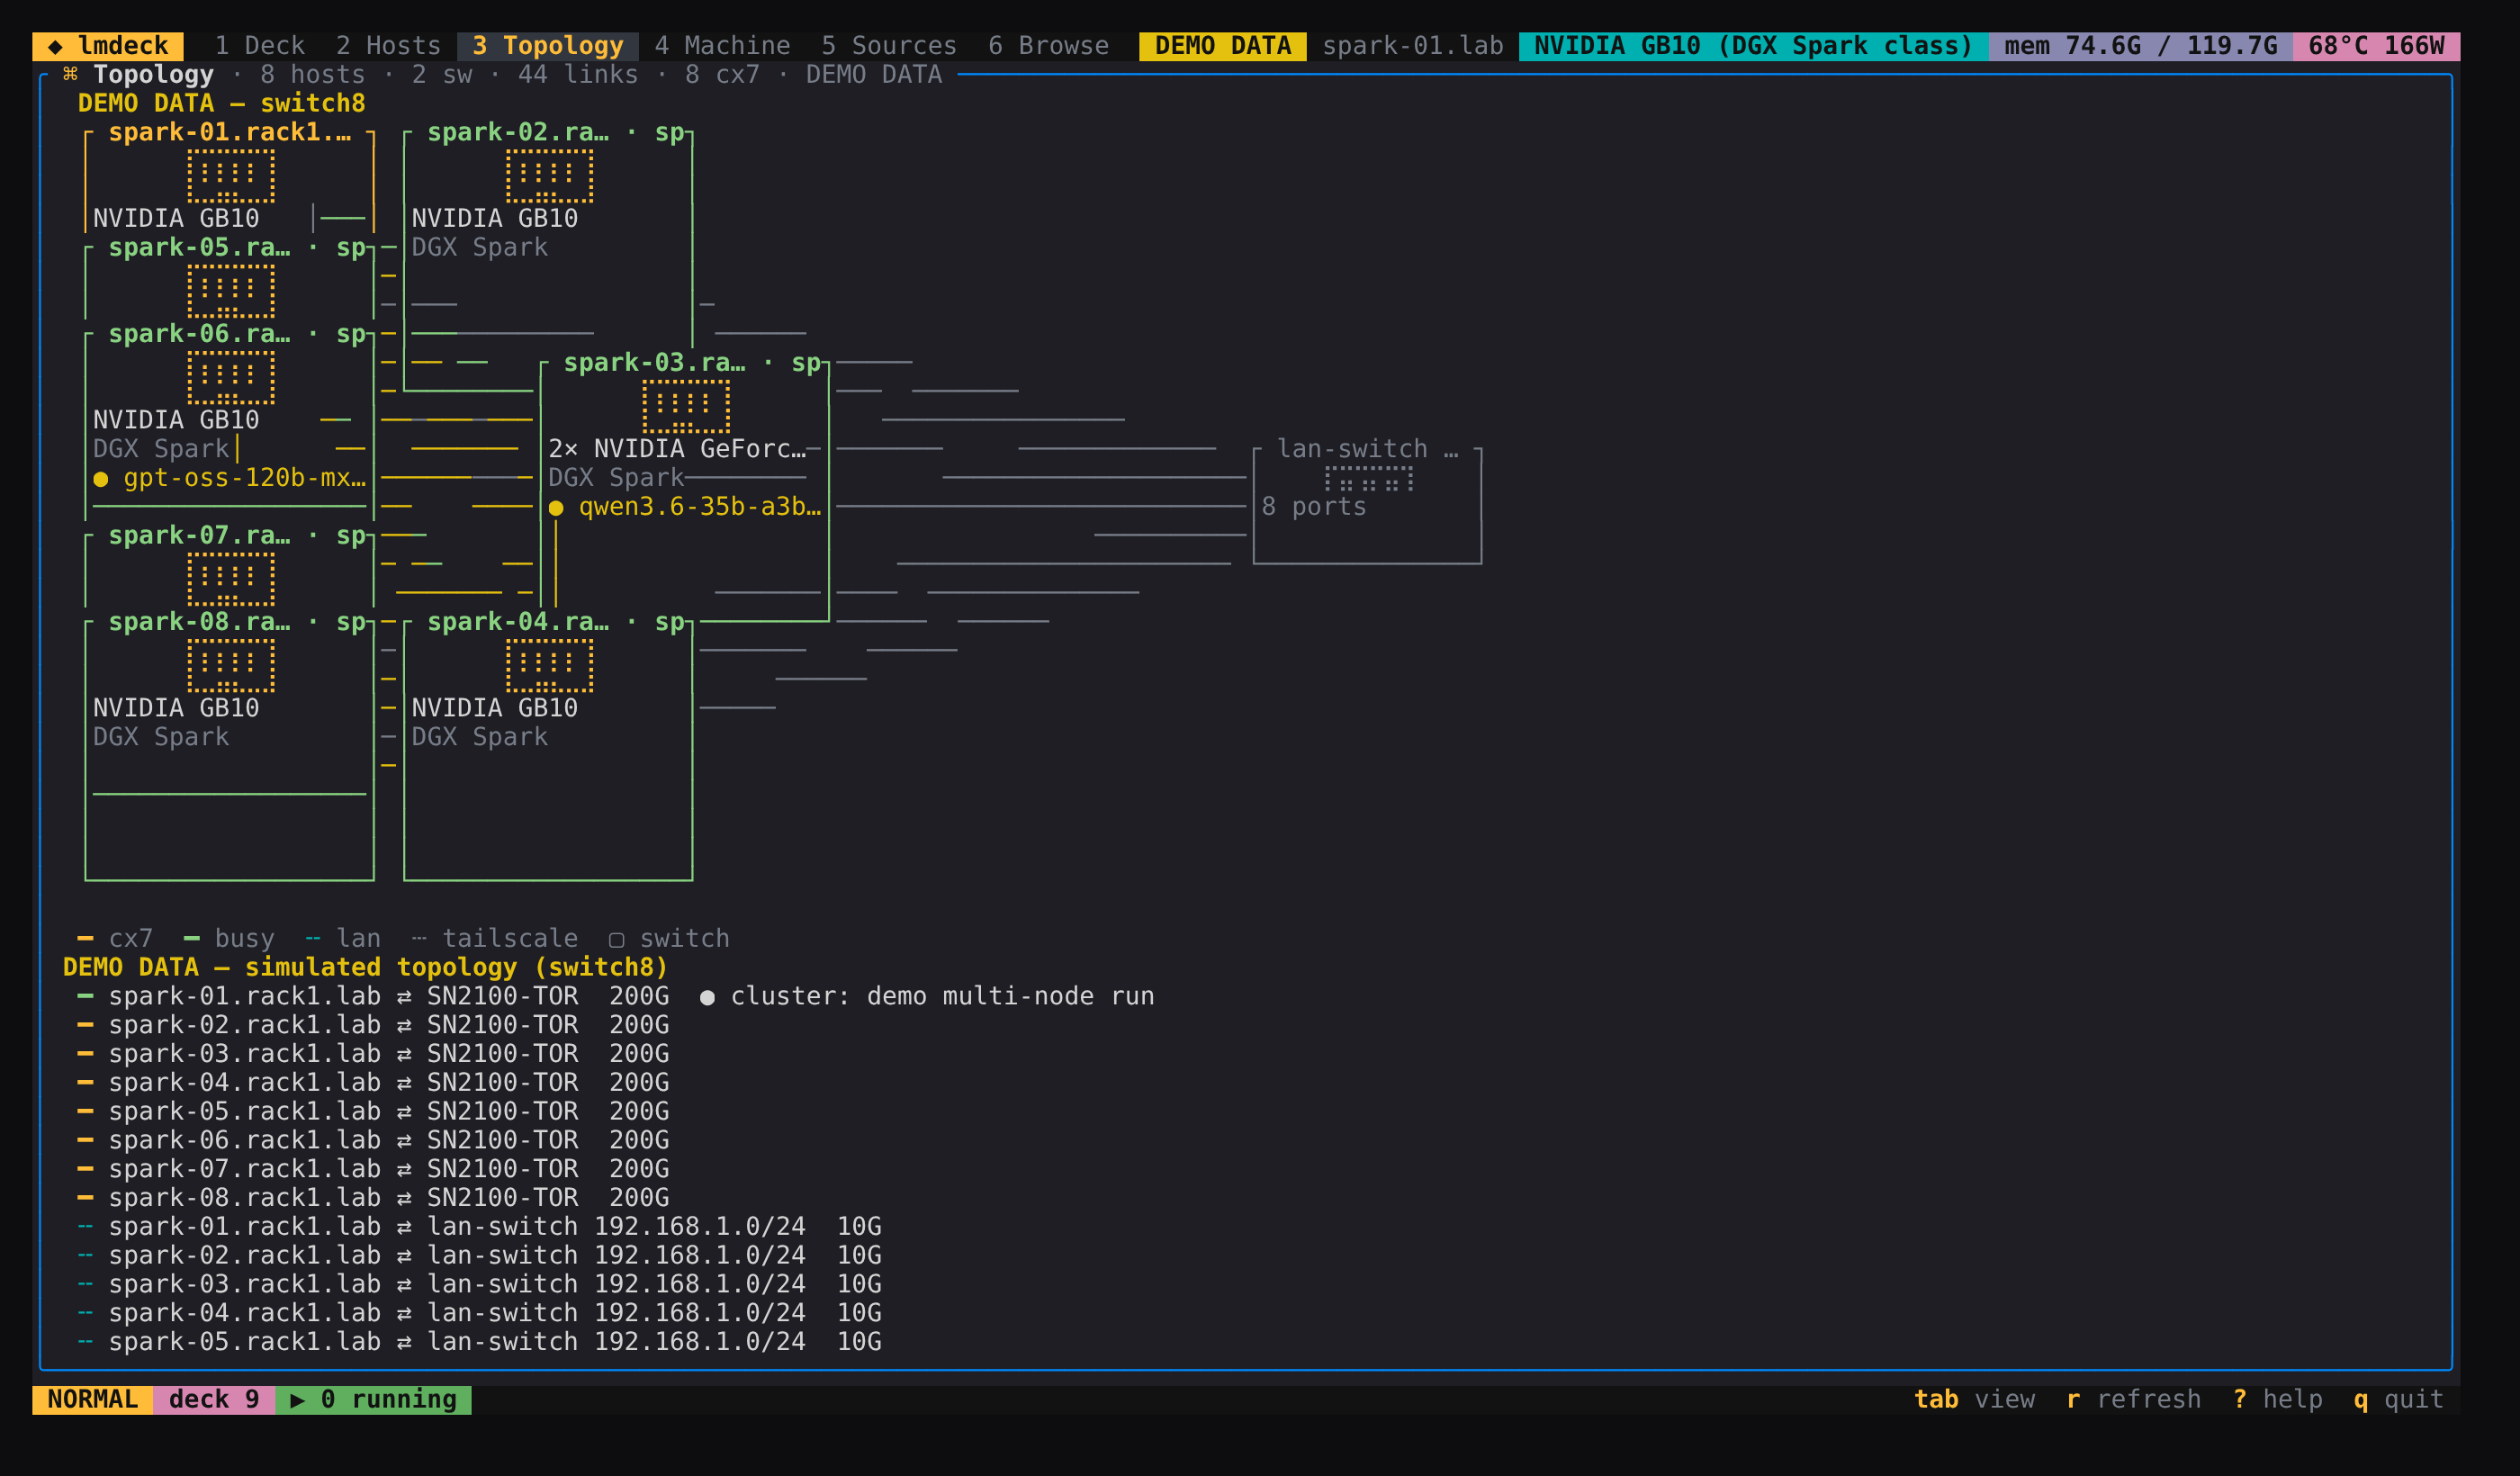 ◆ lmdeck 1 Deck 2 Hosts 3 Topology 4 Machine 5 Sources 6 Browse DEMO DATA spark-01.lab NVIDIA GB10 (DGX Spark class) mem 74.6G / 119.7G 68°C 166W
⌘ Topology · 8 hosts · 2 sw · 44 links · 8 cx7 · DEMO DATA
DEMO DATA — switch8
spark-01.rack1.… spark-02.ra… · sp
NVIDIA GB10 NVIDIA GB10
spark-05.ra… · sp DGX Spark
spark-06.ra… · sp
spark-03.ra… · sp
NVIDIA GB10
DGX Spark 2× NVIDIA GeForc… lan-switch …
● gpt-oss-120b-mx… DGX Spark
● qwen3.6-35b-a3b… 8 ports
spark-07.ra… · sp
spark-08.ra… · sp spark-04.ra… · sp
NVIDIA GB10 NVIDIA GB10
DGX Spark DGX Spark
cx7 busy lan tailscale ▢ switch
DEMO DATA — simulated topology (switch8)
spark-01.rack1.lab ⇄ SN2100-TOR 200G ● cluster: demo multi-node run
spark-02.rack1.lab ⇄ SN2100-TOR 200G
spark-03.rack1.lab ⇄ SN2100-TOR 200G
spark-04.rack1.lab ⇄ SN2100-TOR 200G
spark-05.rack1.lab ⇄ SN2100-TOR 200G
spark-06.rack1.lab ⇄ SN2100-TOR 200G
spark-07.rack1.lab ⇄ SN2100-TOR 200G
spark-08.rack1.lab ⇄ SN2100-TOR 200G
spark-01.rack1.lab ⇄ lan-switch 192.168.1.0/24 10G
spark-02.rack1.lab ⇄ lan-switch 192.168.1.0/24 10G
spark-03.rack1.lab ⇄ lan-switch 192.168.1.0/24 10G
spark-04.rack1.lab ⇄ lan-switch 192.168.1.0/24 10G
spark-05.rack1.lab ⇄ lan-switch 192.168.1.0/24 10G
NORMAL deck 9 ▶ 0 running tab view r refresh ? help q quit